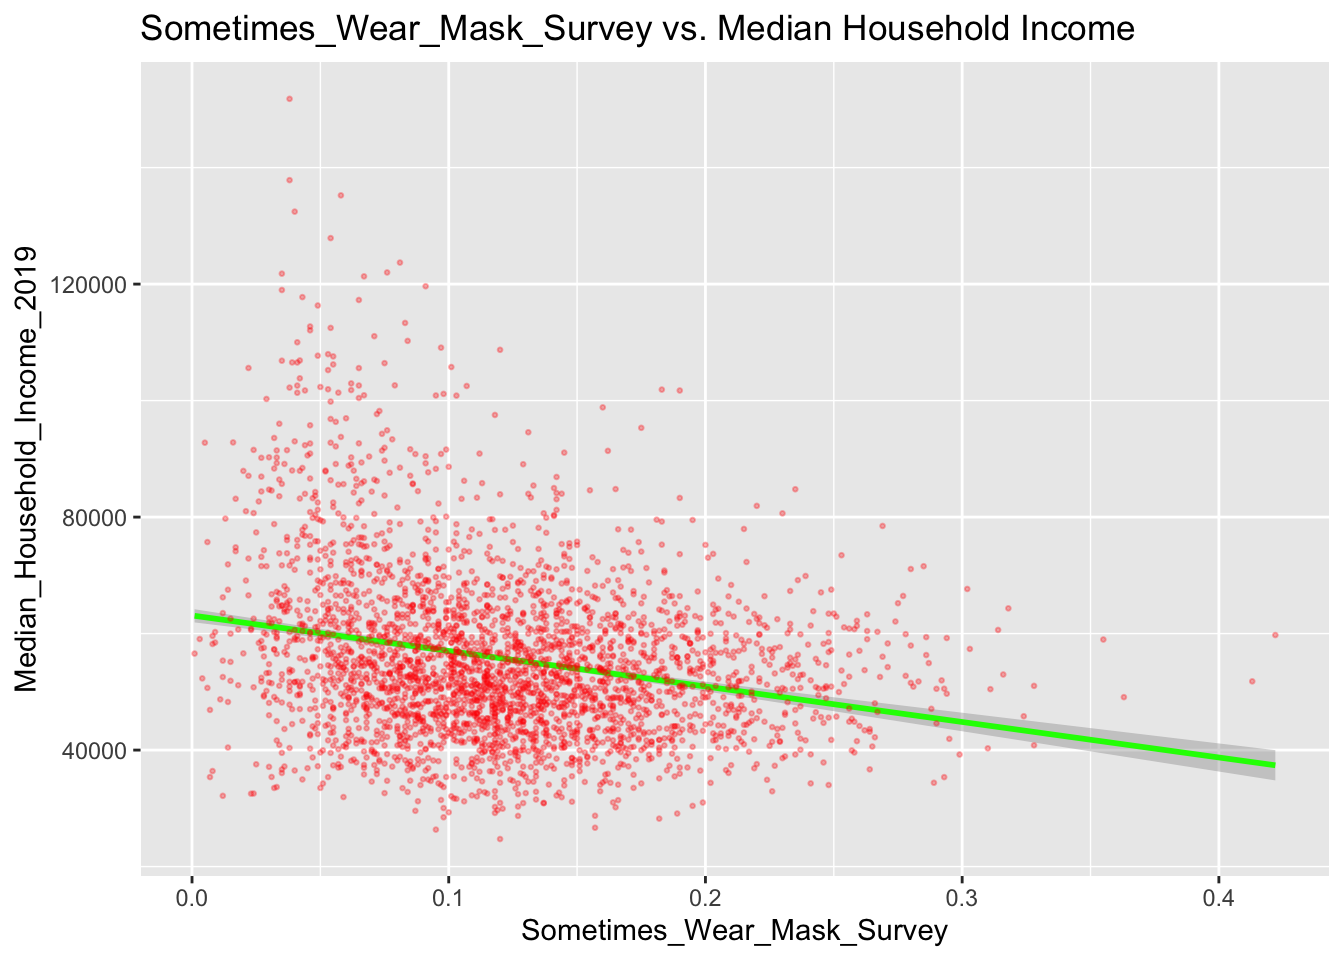 Sometimes_Wear_Mask_Survey vs. Median Household Income
Median_Household_Income_2019
120000
80000
40000
0.0 0.1 0.2 0.3 0.4
Sometimes_Wear_Mask_Survey